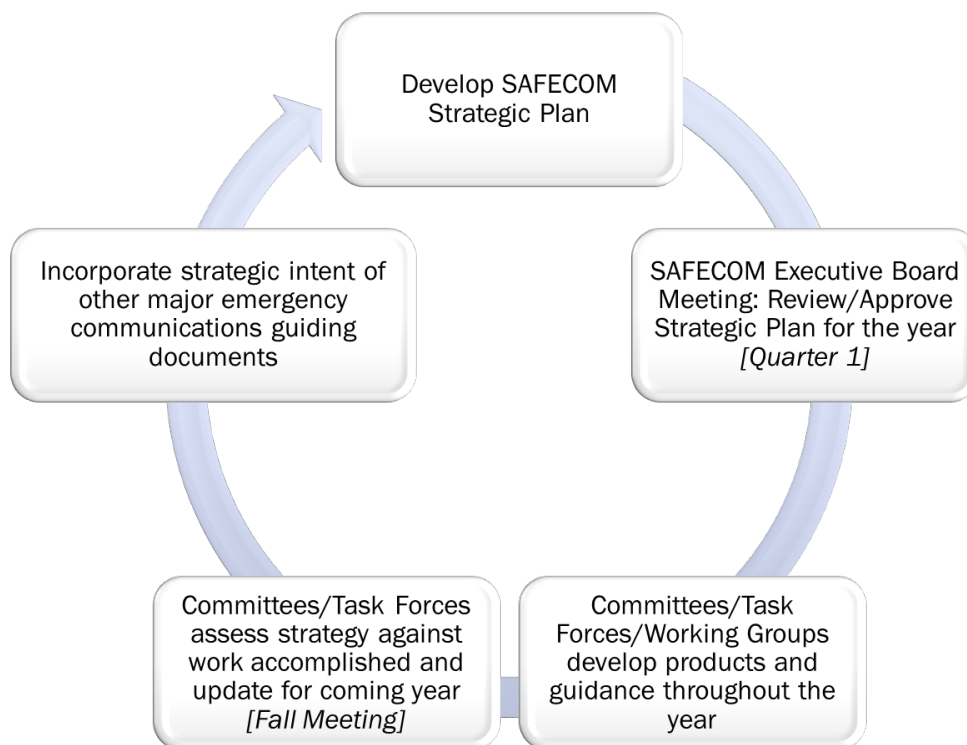 Develop SAFECOM
Strategic Plan
SAFECOM Executive Board
Meeting: Review/Approve
Strategic Plan for the year
[Quarter 1]
Committees/Task
Forces/Working Groups
develop products and
guidance throughout the
year
Committees/Task Forces
assess strategy against
work accomplished and
update for coming year
[Fall Meeting]
Incorporate strategic intent of
other major emergency
communications guiding
documents